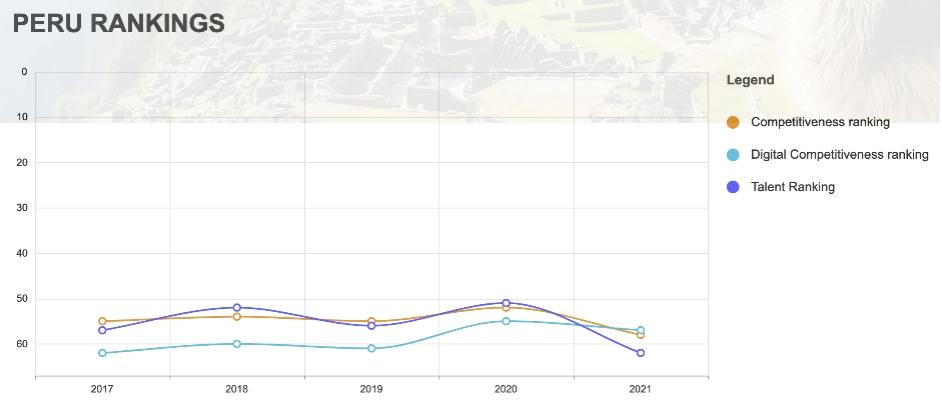 PERU RANKINGS
0
10
20
30
40
50
60
2017 2018 2019 2020 2021
Legend
Competitiveness ranking
Digital Competitiveness ranking
Talent Ranking